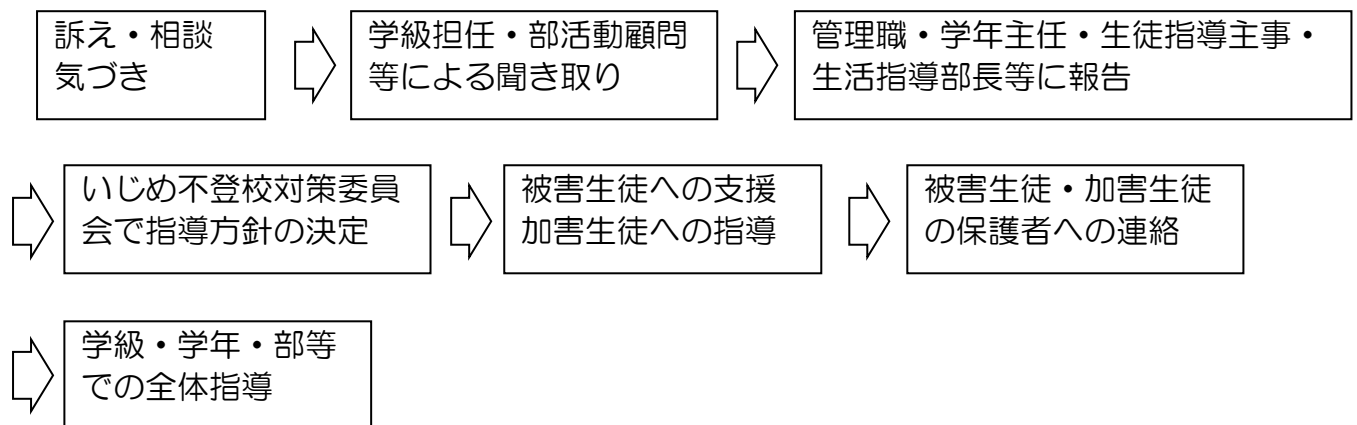 訴え・相談
気づき
学級担任・部活動顧問
等による聞き取り
管理職・学年主任・生徒指導主事・
生活指導部長等に報告
いじめ不登校対策委員
会で指導方針の決定
被害生徒への支援
加害生徒への指導
被害生徒・加害生徒
の保護者への連絡
学級・学年・部等
での全体指導